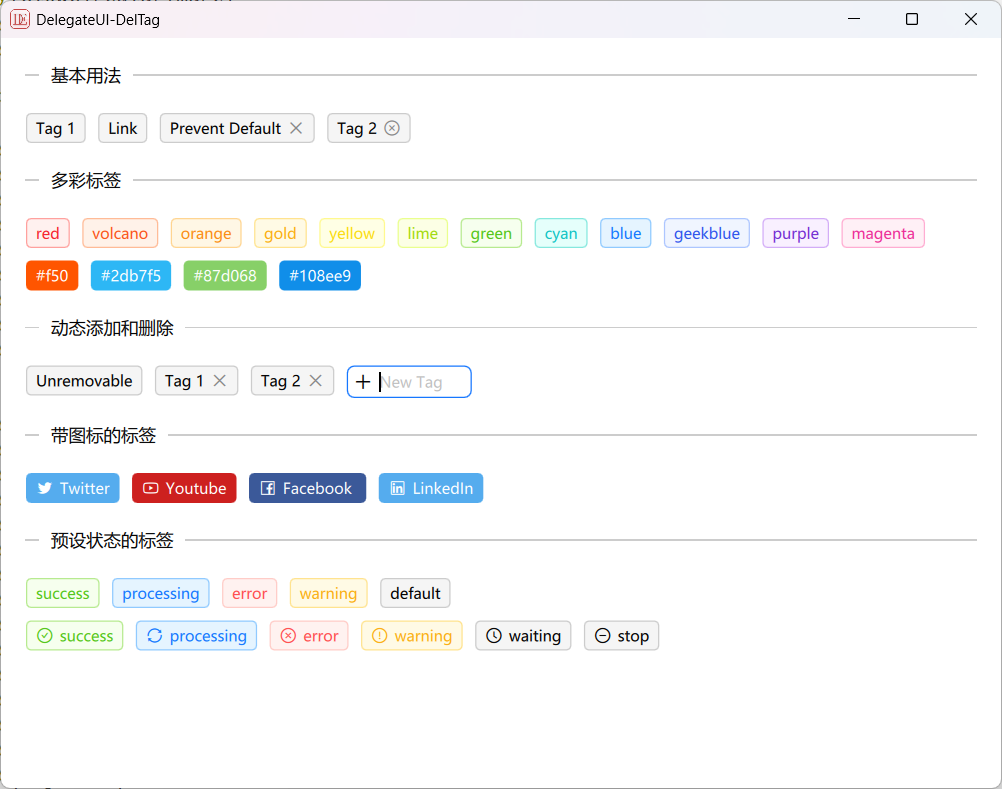 DelegateUI-DelTag
基本用法
Tag 1 Link Prevent Default Tag 2
多彩标签
red volcano orange gold yellow lime green cyan blue geekblue purple magenta
#f50 #2db7f5 #87d068 #108ee9
动态添加和删除
Unremovable Tag 1 Tag 2 New Tag
带图标的标签
Twitter Youtube Facebook LinkedIn
预设状态的标签
success processing error warning default
success processing error warning waiting stop